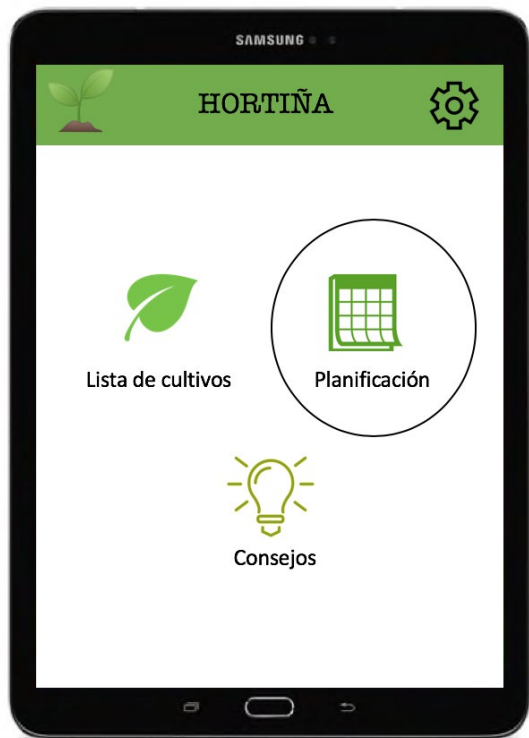 SAMSUNG
HORTIÑA
Lista de cultivos
Planificación
Consejos